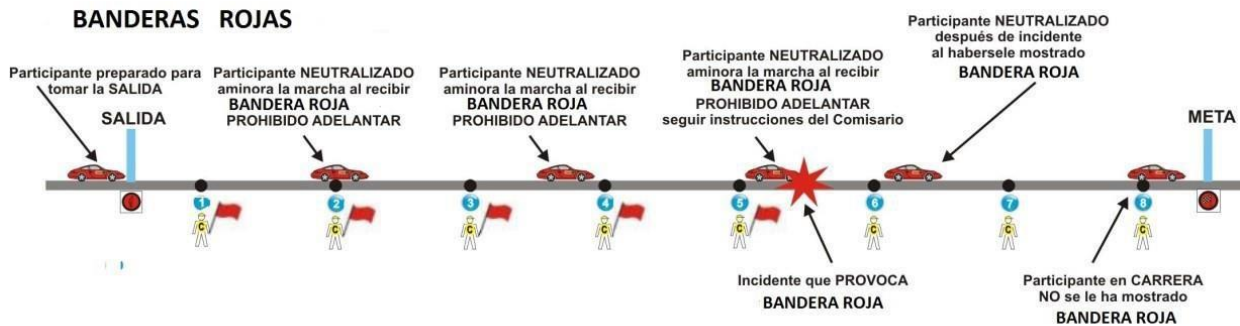 BANDERAS ROJAS
Participante preparado para
tomar la SALIDA
SALIDA
Participante NEUTRALIZADO
aminora la marcha al recibir
BANDERA ROJA
PROHIBIDO ADELANTAR
Participante NEUTRALIZADO
aminora la marcha al recibir
BANDERA ROJA
PROHIBIDO ADELANTAR
Participante NEUTRALIZADO
aminora la marcha al recibir
BANDERA ROJA
PROHIBIDO ADELANTAR
seguir instrucciones del Comisario
Participante NEUTRALIZADO
después de incidente
al habersele mostrado
BANDERA ROJA
META
1
2
3
4
5
6
7
8
C
C
C
C
C
C
C
C
Incidente que PROVOCA
BANDERA ROJA
Participante en CARRERA
NO se le ha mostrado
BANDERA ROJA